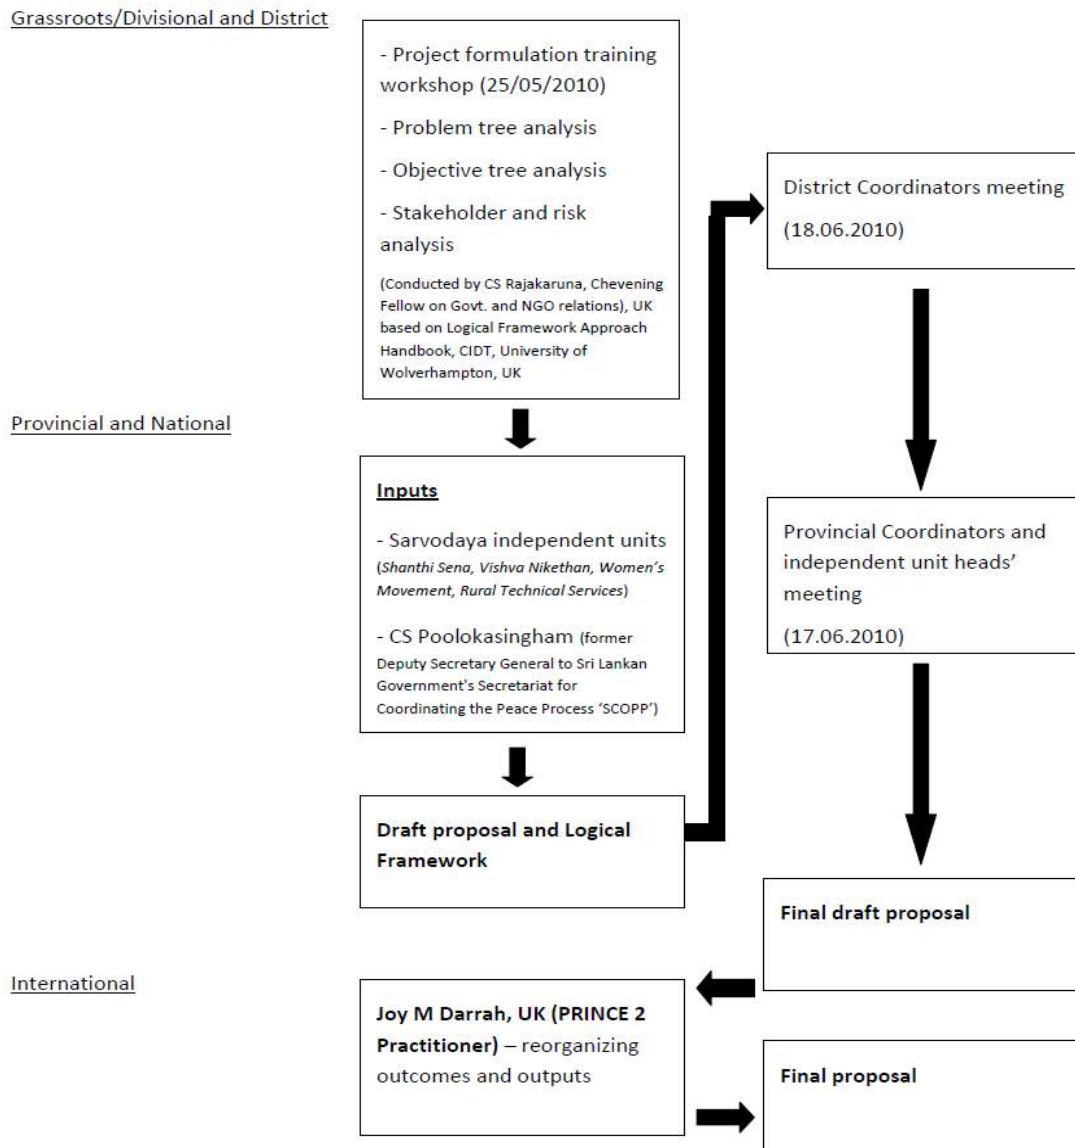 Grassroots/Divisional and District
- Project formulation training
workshop (25/05/2010)
- Problem tree analysis
- Objective tree analysis
- Stakeholder and risk
analysis
(Conducted by CS Rajakaruna, Chevening
Fellow on Govt. and NGO relations), UK
based on Logical Framework Approach
Handbook, CIDT, University of
Wolverhampton, UK
Provincial and National
Inputs
- Sarvodaya independent units
(Shanthi Sena, Vishva Nikethan, Women's
Movement, Rural Technical Services)
- CS Poolokasingham (former
Deputy Secretary General to Sri Lankan
Government's Secretariat for
Coordinating the Peace Process 'SCOPP')
Draft proposal and Logical
Framework
District Coordinators meeting
(18.06.2010)
Provincial Coordinators and
independent unit heads'
meeting
(17.06.2010)
Final draft proposal
International
Joy M Darrah, UK (PRINCE 2
Practitioner) – reorganizing
outcomes and outputs
Final proposal